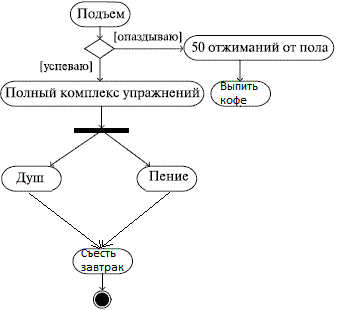 Подъем
[опаздываю]
50 отжиманий от пола
[успеваю]
Полный комплекс упражнений
Выпить
кофе
Душ
Пение
Съесть
завтрак